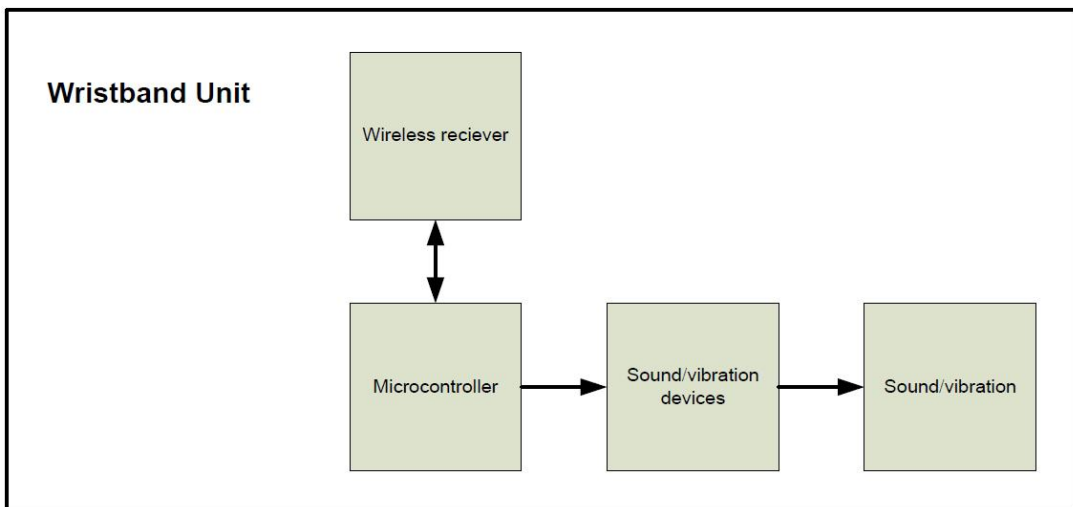 Wristband Unit
Wireless reciever
Microcontroller
Sound/vibration
devices
Sound/vibration